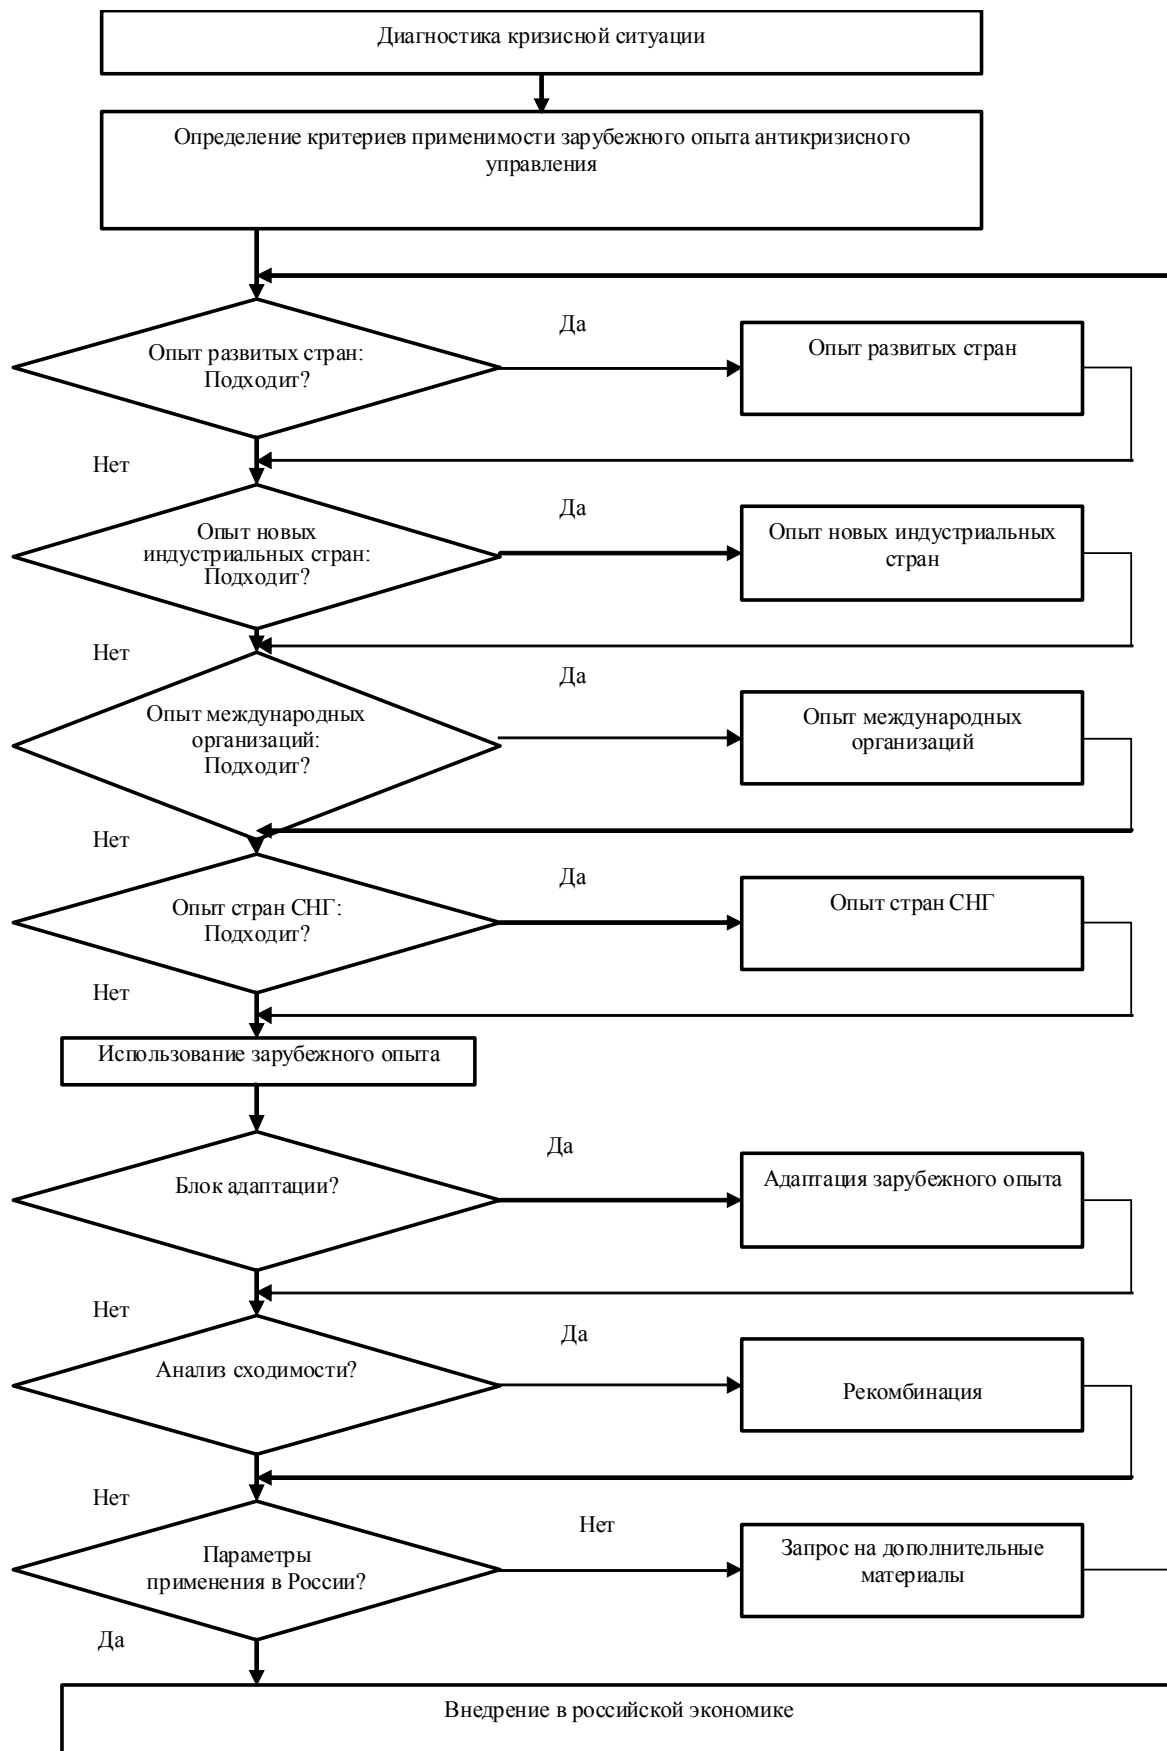 Диагностика кризисной ситуации
Определение критериев применимости зарубежного опыта антикризисного
управления
Да
Опыт развитых стран:
Подходит?
Опыт развитых стран
Нет
Да
Опыт новых
индустриальных стран:
Подходит?
Опыт новых индустриальных
стран
Нет
Да
Опыт международных
организаций:
Подходит?
Опыт международных
организаций
Нет
Да
Опыт стран СНГ:
Подходит?
Опыт стран СНГ
Нет
Использование зарубежного опыта
Да
Блок адаптации?
Адаптация зарубежного опыта
Нет
Да
Анализ сходимости?
Рекомбинация
Нет
Нет
Параметры
применения в России?
Запрос на дополнительные
материалы
Да
Внедрение в российской экономике